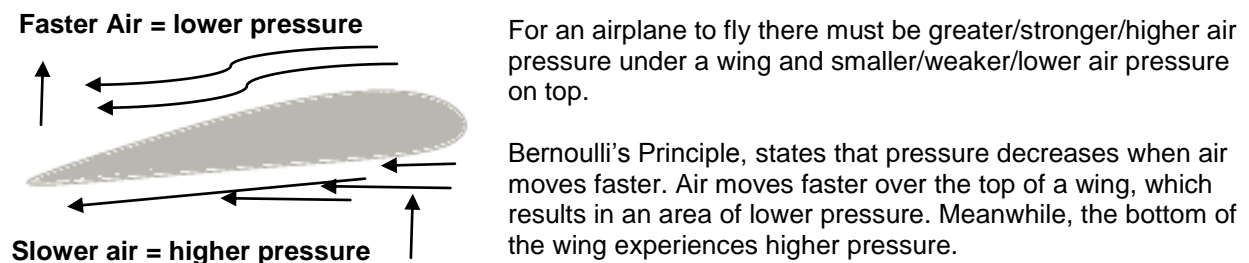 Faster Air = lower pressure
Slower air = higher pressure
For an airplane to fly there must be greater/stronger/higher air
pressure under a wing and smaller/weaker/lower air pressure
on top.
Bernoulli's Principle, states that pressure decreases when air
moves faster. Air moves faster over the top of a wing, which
results in an area of lower pressure. Meanwhile, the bottom of
the wing experiences higher pressure.